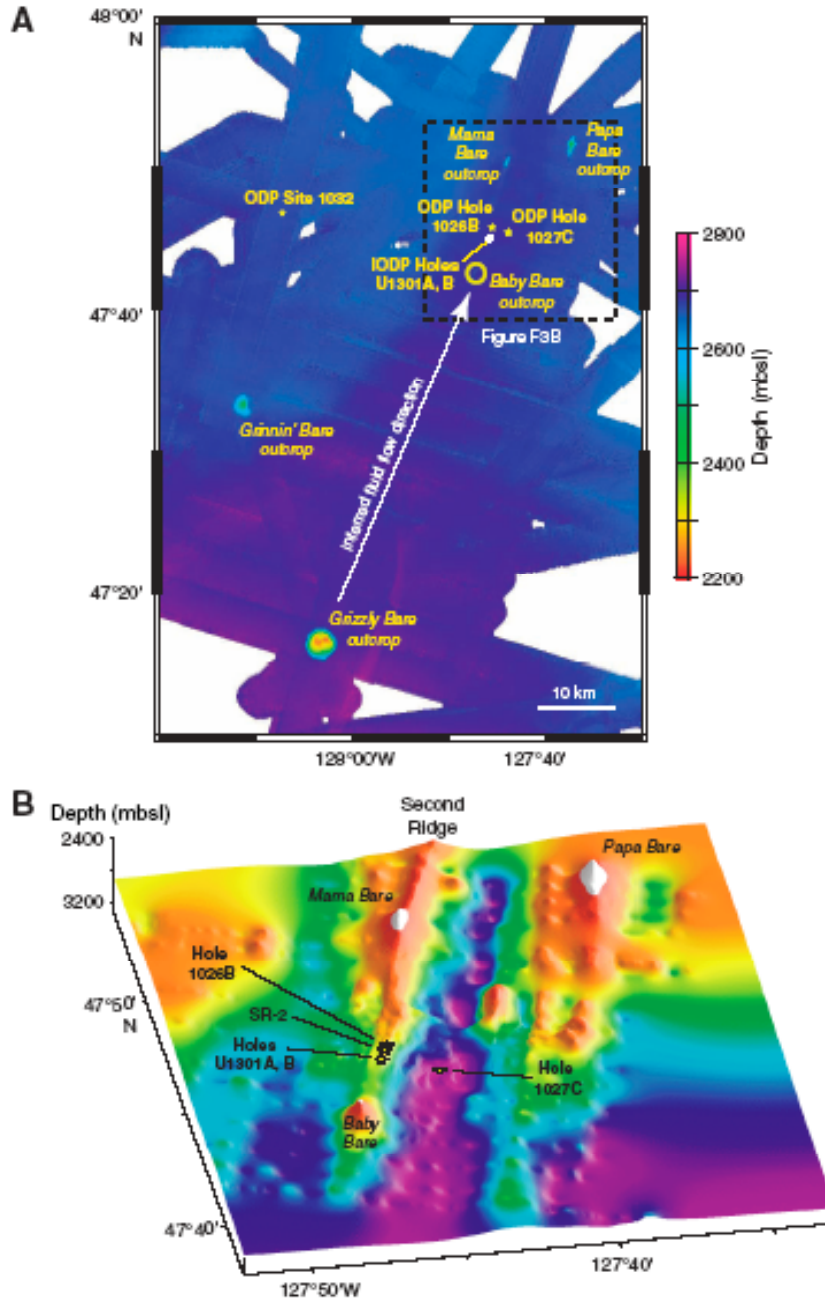 A
48°00'
N
Mama
Bare
outcrop
Papa
Bare
outcrop
ODP Site 1032
ODP Hole
1026B
ODP Hole
1027C
IODP Holes
U1301A, B
Baby Bare
outcrop
47°40'
Figure F3B
Grinnin' Bare
outcrop
inferred fluid flow direction
47°20'
Grizzly Bare
outcrop
10 km
128°00'W
127°40'
2800
2600
2400
2200
Depth (mbsl)
B
Depth (mbsl)
2400
3200
Second
Ridge
Papa Bare
Mama Bare
Hole
1026B
47°50'
N
SR-2
Holes
U1301A, B
Hole
1027C
Baby
Bare
47°40'
127°50'W
127°40'